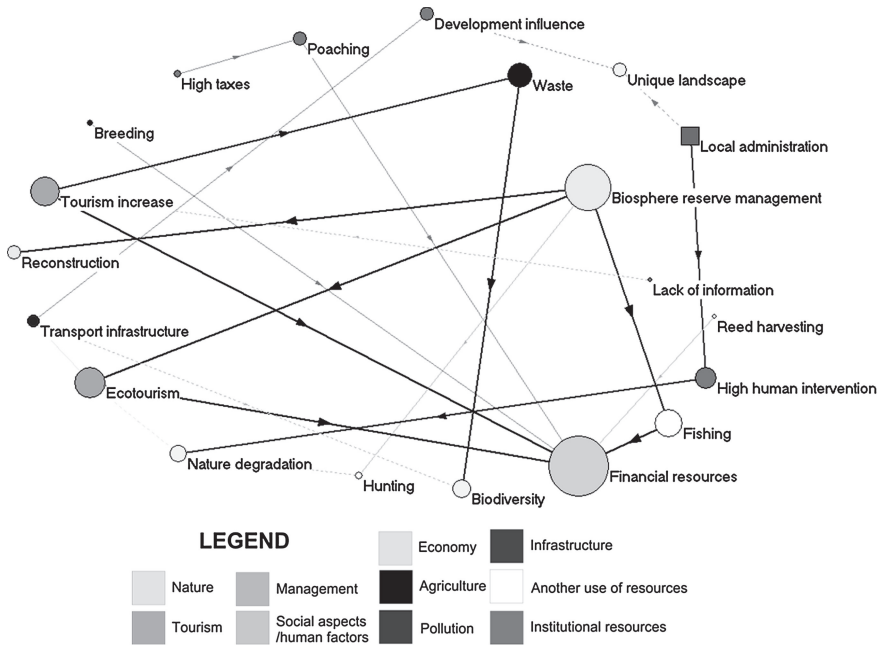 Development influence
Poaching
High taxes
Unique landscape
Waste
Breeding
Local administration
Tourism increase
Biosphere reserve management
Reconstruction
Lack of information
Transport infrastructure
Reed harvesting
Ecotourism
High human intervention
Fishing
Nature degradation
Hunting
Biodiversity
Financial resources
LEGEND
Nature
Tourism
Management
Social aspects
/human factors
Economy
Agriculture
Pollution
Infrastructure
Another use of resources
Institutional resources